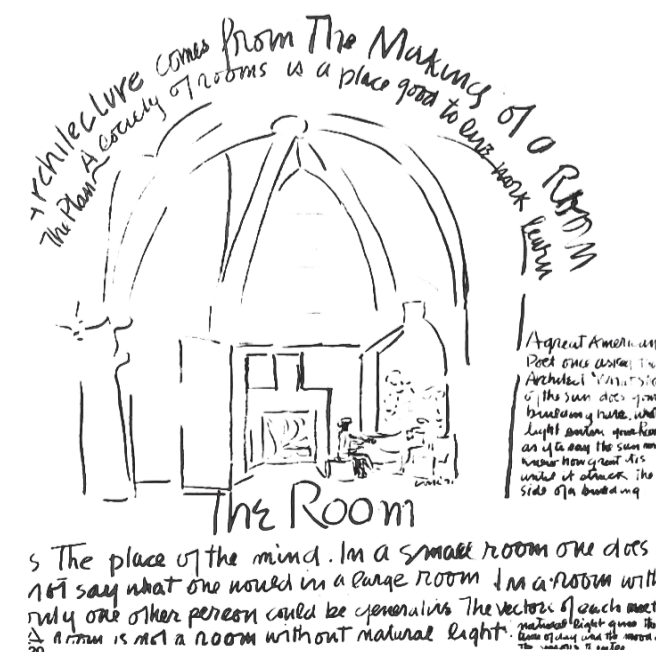 Architecture comes from The Making of a Room
The Plan A society of rooms is a place good to live work learn
A great American
Poet once asked the
Architect
of the sun does your
building have, what
light enters your Room
as if to say the sun
knew how great it is
until it struck the
side of a building
The Room
s The place of the mind. In a small room one does
not say what one would in a large room In a room with
only one other person could be generative The vectors of each meet
A room is not a room without natural light. natural light gives the
time of day and the mood